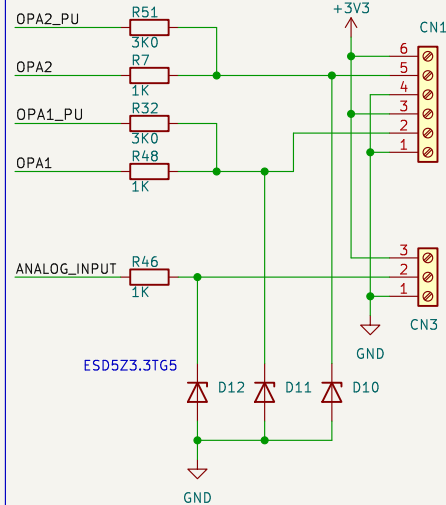 OPA2_PU
R51
3K0
+3V3
CN1
OPA2
R7
1K
6
5
4
3
2
1
OPA1_PU
R32
3K0
OPA1
R48
1K
ANALOG_INPUT
R46
1K
3
2
1
CN3
GND
ESD5Z3.3TG5
D12
D11
D10
GND